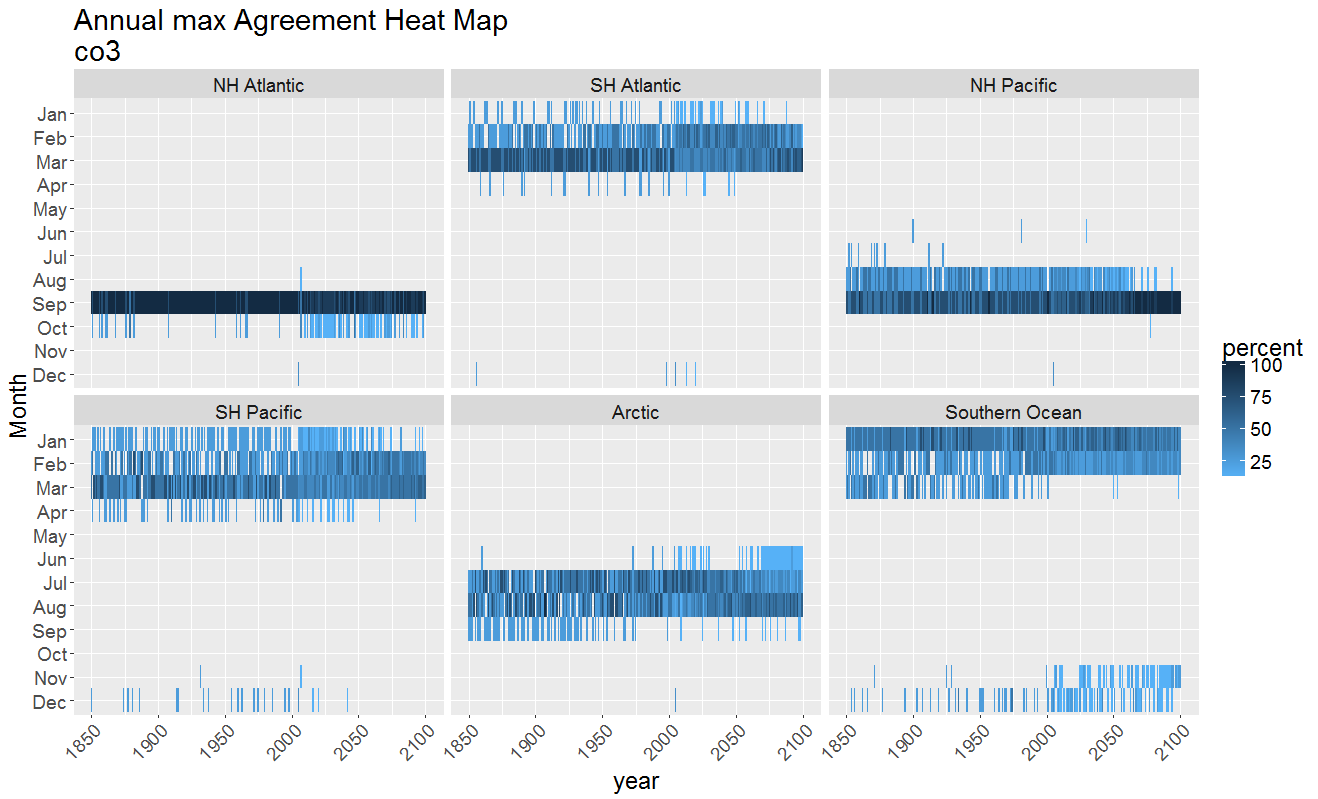 Annual max Agreement Heat Map
co3
NH Atlantic
SH Atlantic
NH Pacific
Jan
Feb
Mar
Apr
May
Jun
Jul
Aug
Sep
Oct
Nov
Dec
Month
SH Pacific
Arctic
Southern Ocean
Jan
Feb
Mar
Apr
May
Jun
Jul
Aug
Sep
Oct
Nov
Dec
1850 1900 1950 2000 2050 2100
1850 1900 1950 2000 2050 2100
1850 1900 1950 2000 2050 2100
year
percent
100
75
50
25